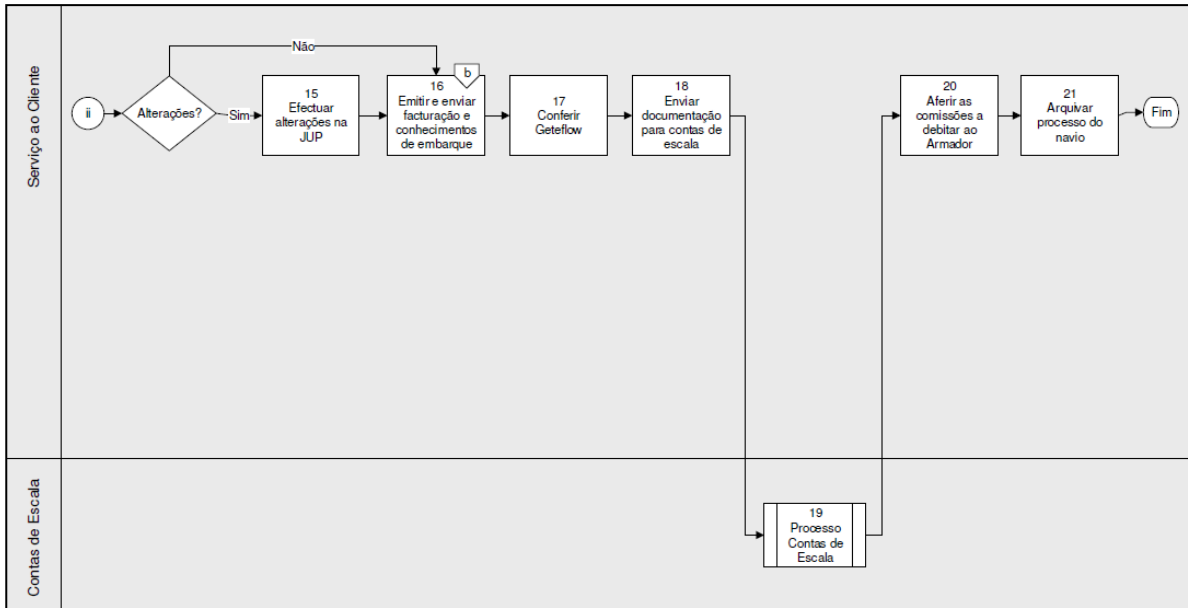 Serviço ao Cliente
Não
ii
Alterações?
Sim
15
Efectuar
alterações na
JUP
b
16
Emitir e enviar
facturação e
conhecimentos
de embarque
17
Conferir
Geteflow
18
Enviar
documentação
para contas de
escala
20
Aferir as
comissões a
debitar ao
Armador
21
Arquivar
processo do
navio
Fim
Contas de Escala
19
Processo
Contas de
Escala